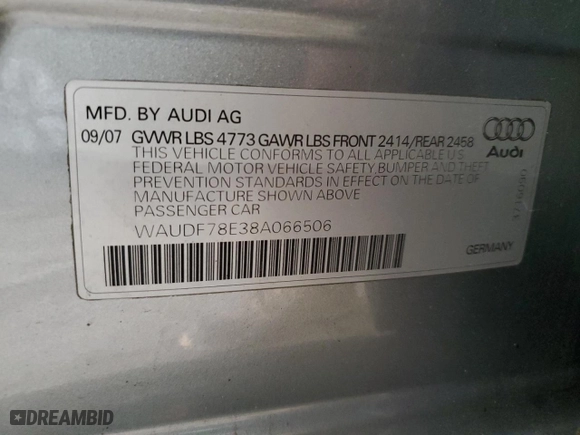 MFD. BY AUDI AG
09/07 GVWR LBS 4773 GAWR LBS FRONT 2414/REAR 2458
THIS VEHICLE CONFORMS TO ALL APPLICABLE U.S.
FEDERAL MOTOR VEHICLE SAFETY, BUMPER AND THEFT
PREVENTION STANDARDS IN EFFECT ON THE DATE OF
MANUFACTURE SHOWN ABOVE
PASSENGER CAR
WAUDF78E38A066506
Audi
GERMANY
DREAMBID